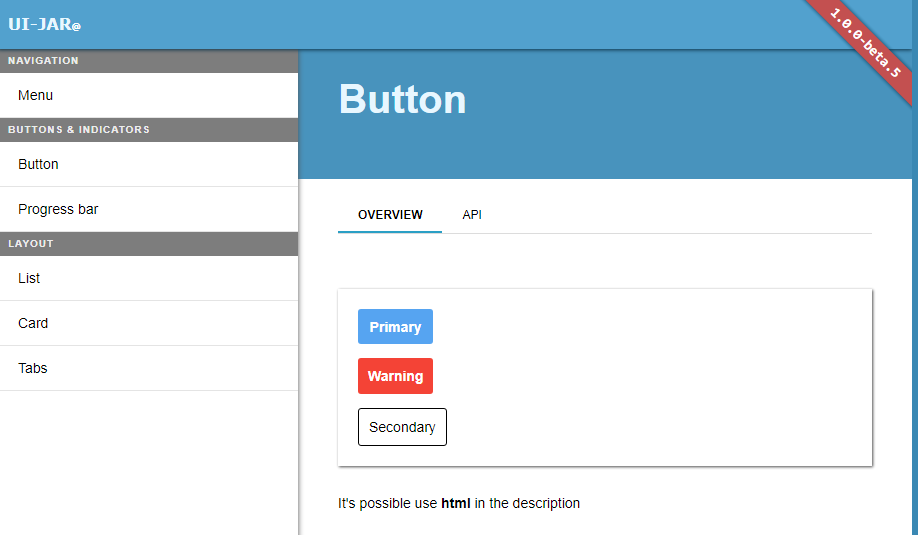 UI-JAR@
1.0.0-beta.5
NAVIGATION
Menu
BUTTONS & INDICATORS
Button
Progress bar
LAYOUT
List
Card
Tabs
Button
OVERVIEW API
Primary
Warning
Secondary
It's possible use html in the description